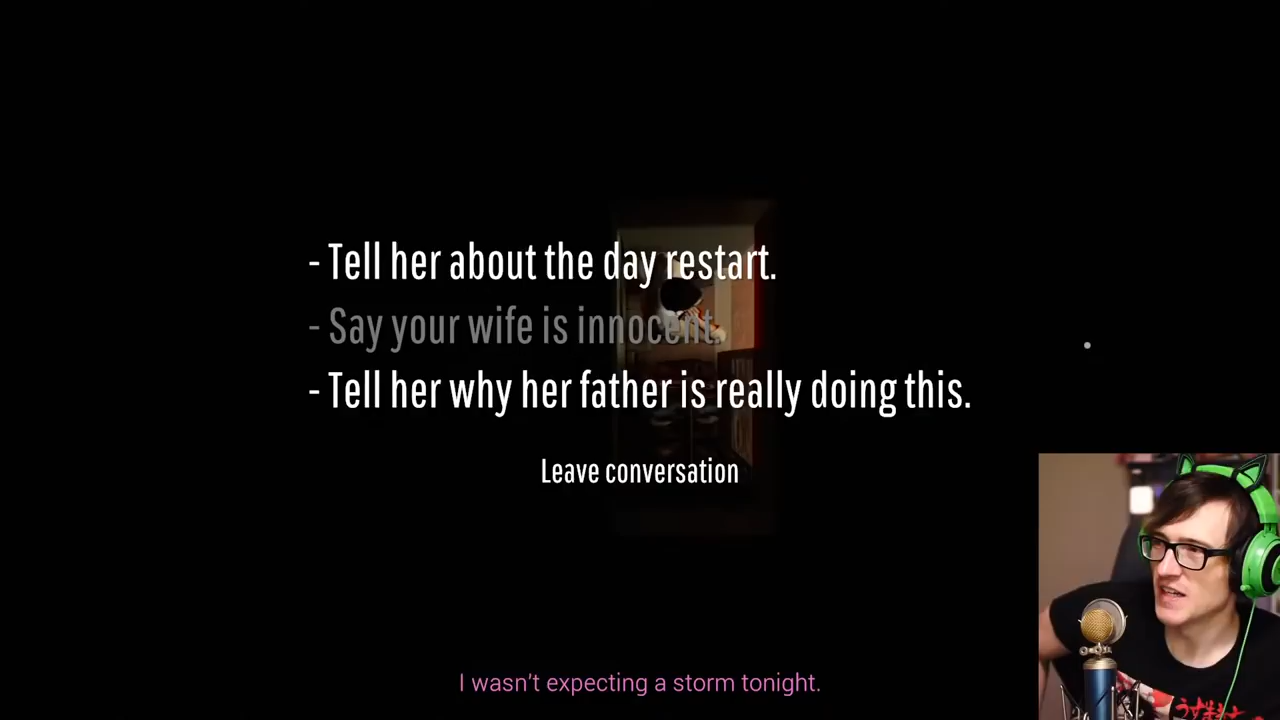 - Tell her about the day restart.
- Say your wife is innocent.
- Tell her why her father is really doing this.
Leave conversation
I wasn't expecting a storm tonight.